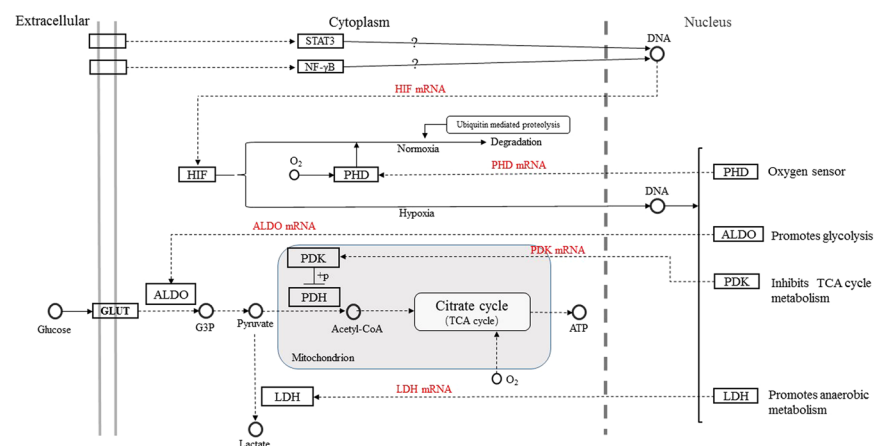 Extracellular
Cytoplasm
Nucleus
DNA
STAT3
?
NF-γB
?
HIF mRNA
Ubiquitin mediated proteolysis
Normoxia
Degradation
O2
HIF
PHD
PHD mRNA
PHD
Oxygen sensor
DNA
Hypoxia
ALDO mRNA
ALDO
Promotes glycolysis
PDK
PDK mRNA
+p
PDK
Inhibits TCA cycle
metabolism
ALDO
PDH
Citrate cycle
(TCA cycle)
GLUT
Glucose
G3P
Pyruvate
Acetyl-CoA
ATP
Mitochondrion
O2
LDH
LDH mRNA
LDH
Promotes anaerobic
metabolism
Lactate